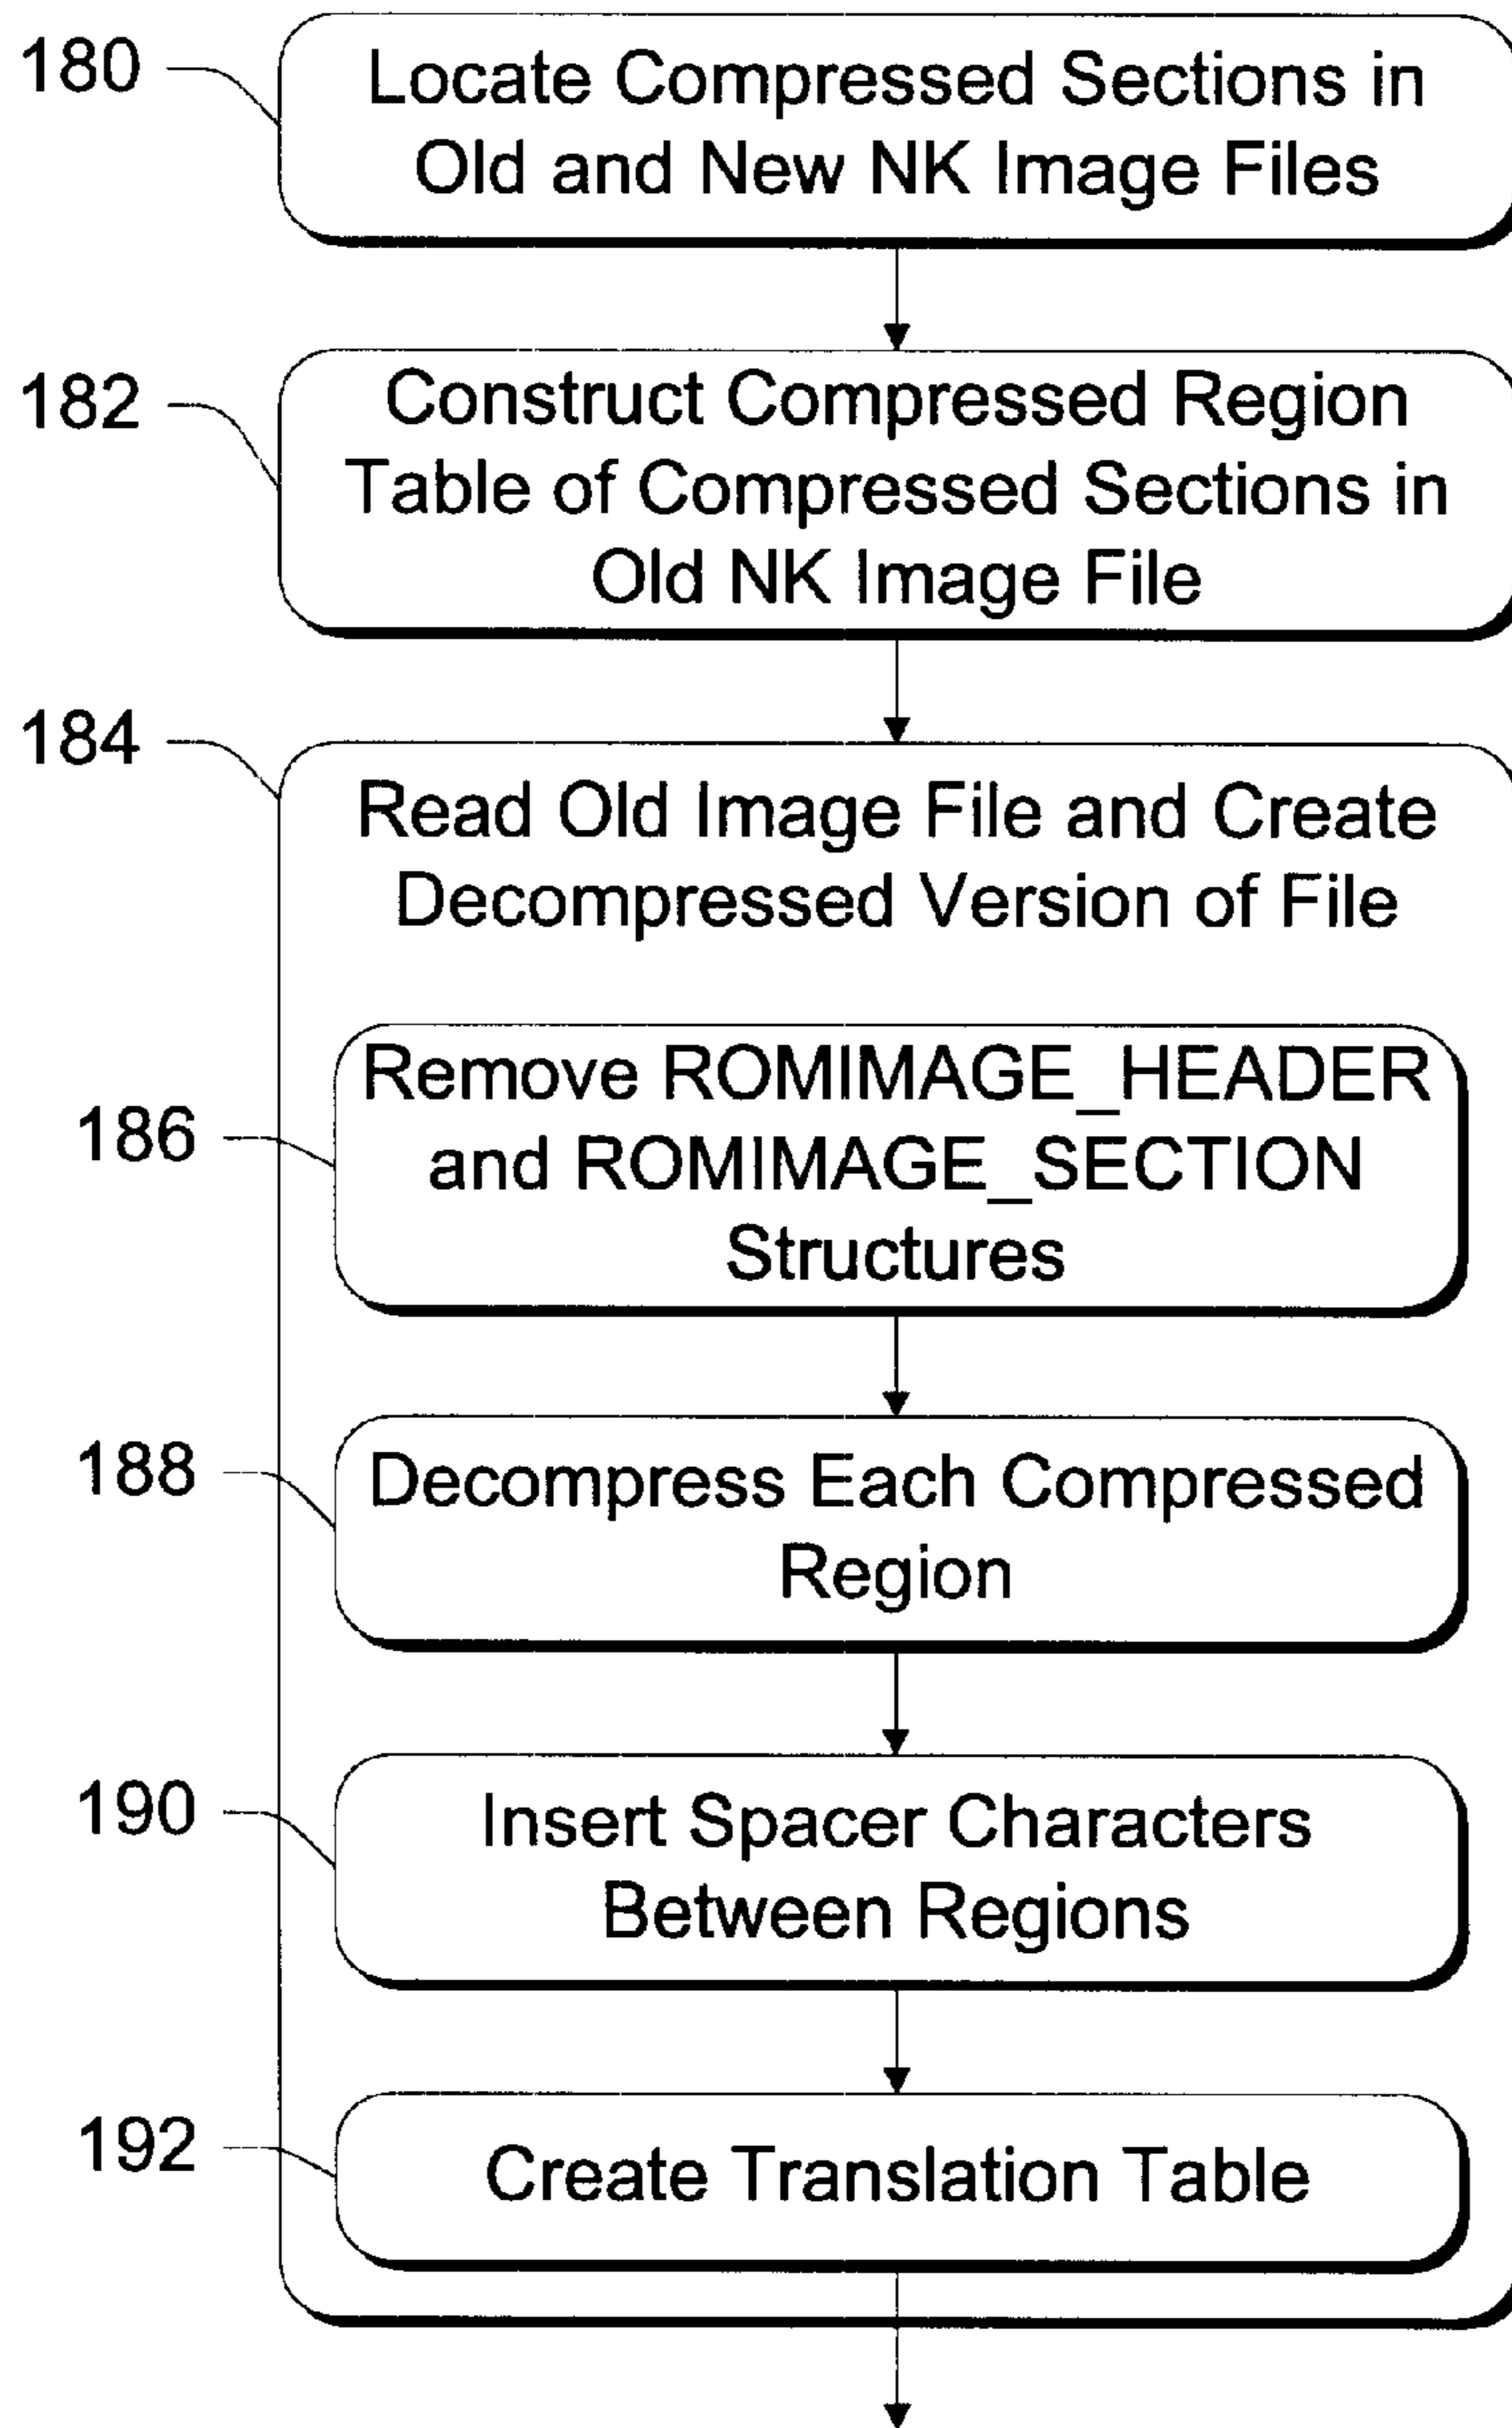 180
Locate Compressed Sections in
Old and New NK Image Files
182
Construct Compressed Region
Table of Compressed Sections in
Old NK Image File
184
Read Old Image File and Create
Decompressed Version of File
186
Remove ROMIMAGE_HEADER
and ROMIMAGE_SECTION
Structures
188
Decompress Each Compressed
Region
190
Insert Spacer Characters
Between Regions
192
Create Translation Table